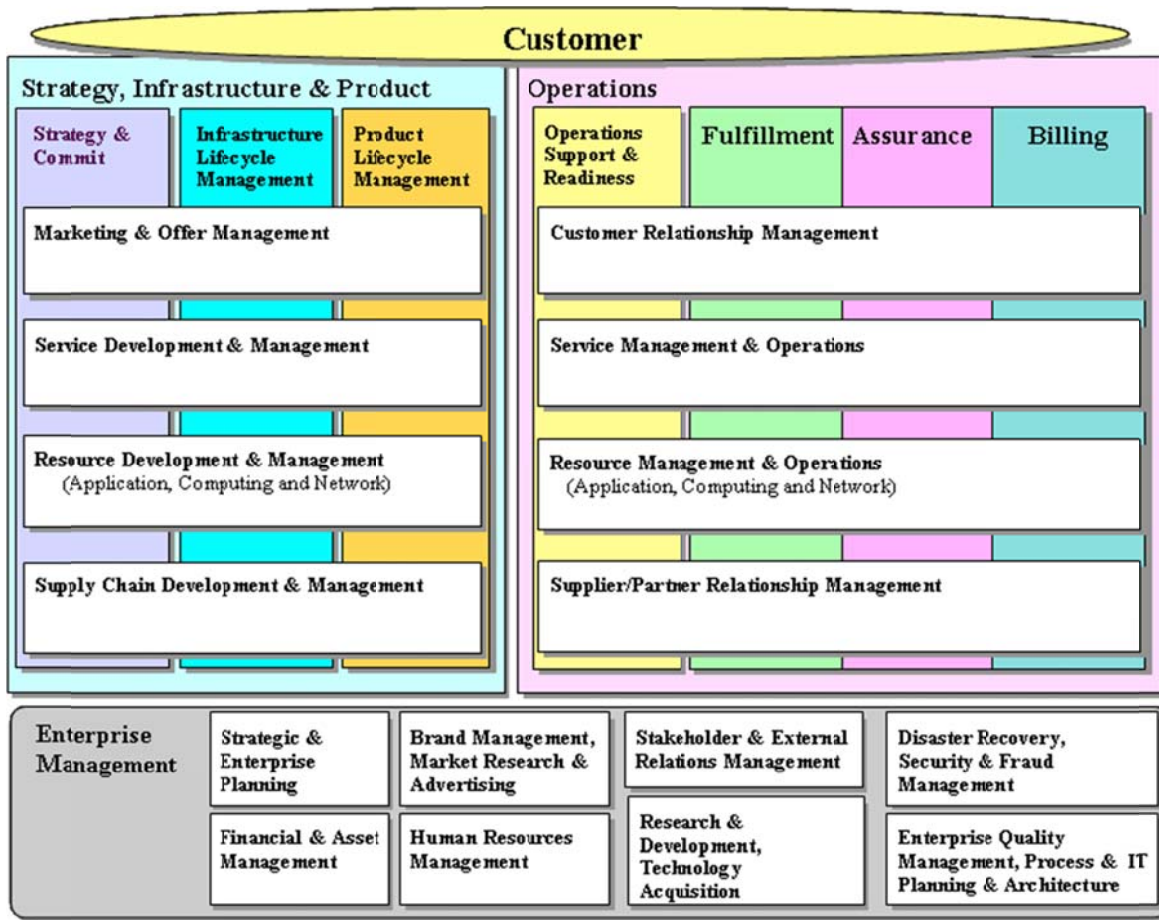 Customer
Strategy, Infrastructure & Product
Strategy &
Commit
Infrastructure
Lifecycle
Management
Product
Lifecycle
Management
Marketing & Offer Management
Service Development & Management
Resource Development & Management
(Application, Computing and Network)
Supply Chain Development & Management
Operations
Operations
Support &
Readiness
Fulfillment
Assurance
Billing
Customer Relationship Management
Service Management & Operations
Resource Management & Operations
(Application, Computing and Network)
Supplier/Partner Relationship Management
Enterprise
Management
Strategic &
Enterprise
Planning
Brand Management,
Market Research &
Advertising
Stakeholder & External
Relations Management
Disaster Recovery,
Security & Fraud
Management
Financial & Asset
Management
Human Resources
Management
Research &
Development,
Technology
Acquisition
Enterprise Quality
Management, Process & IT
Planning & Architecture